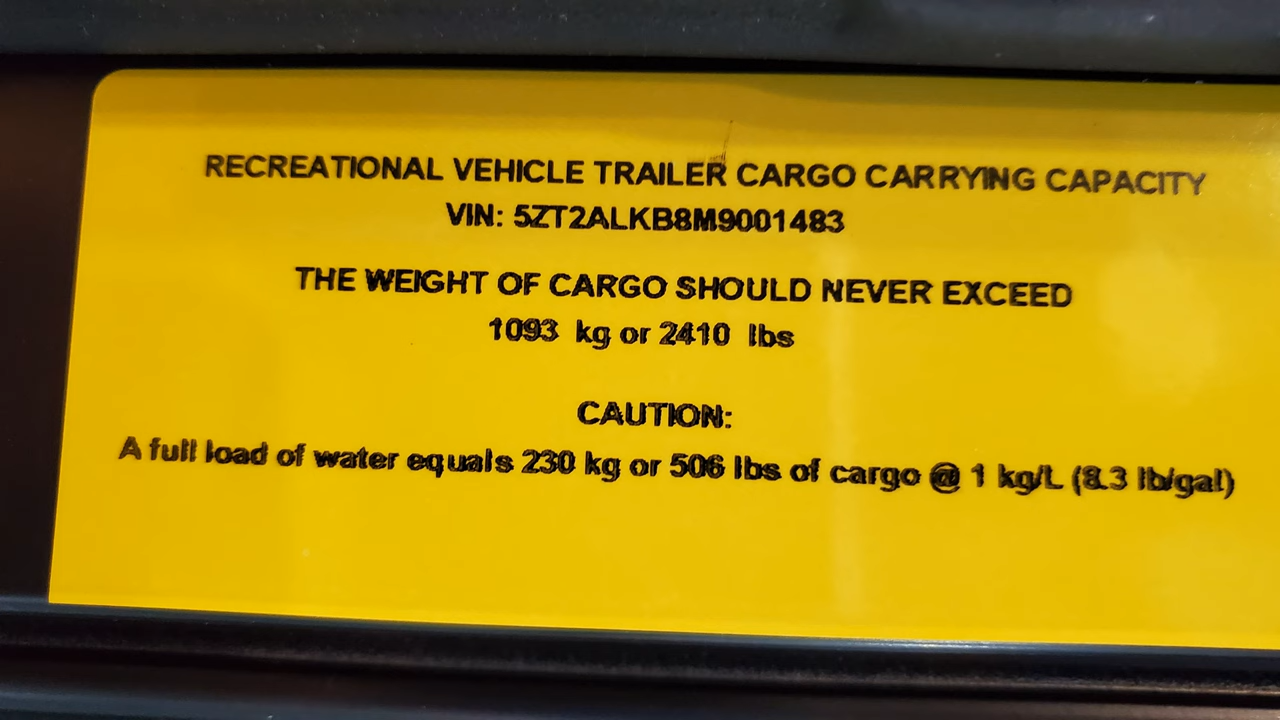 RECREATIONAL VEHICLE TRAILER CARGO CARRYING CAPACITY
VIN: 5ZT2ALKB8M9001483
THE WEIGHT OF CARGO SHOULD NEVER EXCEED
1093 kg or 2410 lbs
CAUTION:
A full load of water equals 230 kg or 506 lbs of cargo @ 1 kg/L (8.3 lb/gal)